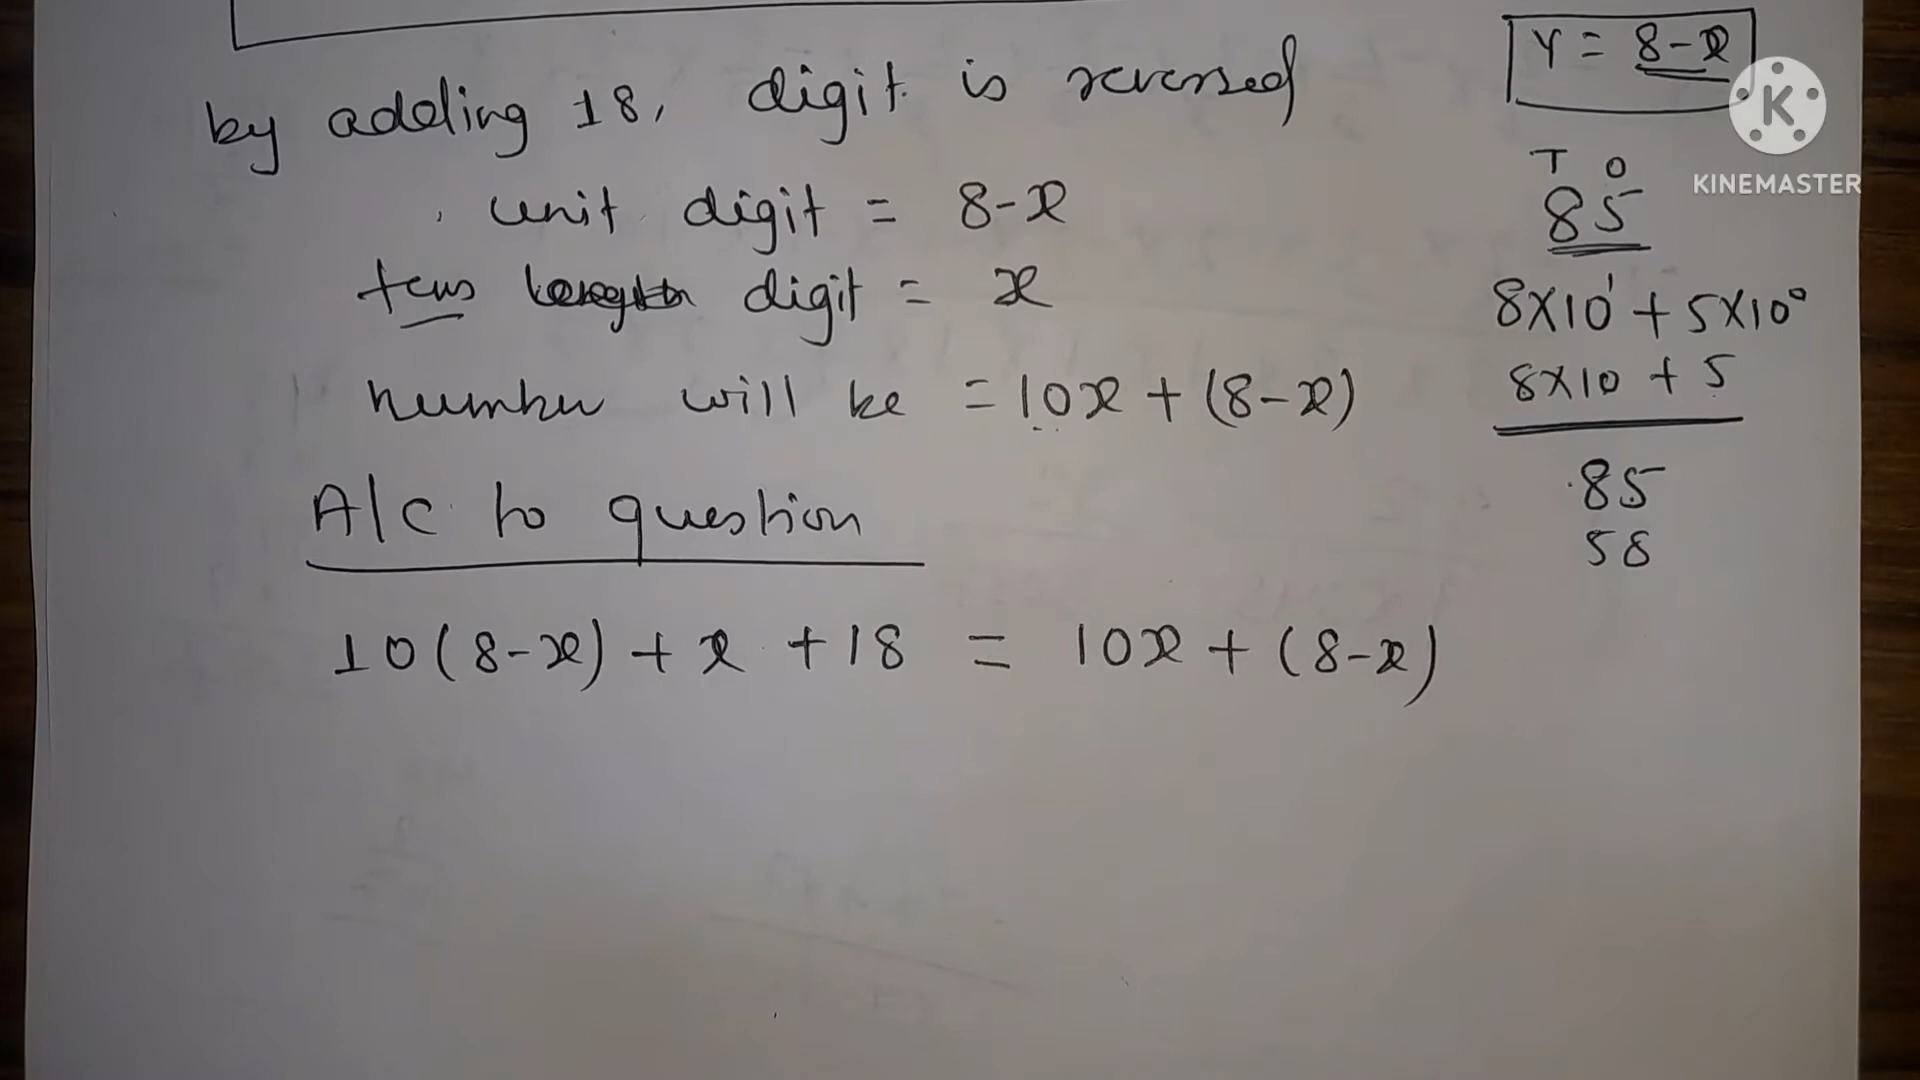 by adding 18, digit is reversed
unit digit = 8-x
tens digit = x
number will be = 10x + (8-x)
A/c to question
10(8-x) + x + 18 = 10x + (8-x)
Y = 8-x
KINEMASTER
T O
85
8x10¹ + 5x10⁰
8x10 + 5
85
58